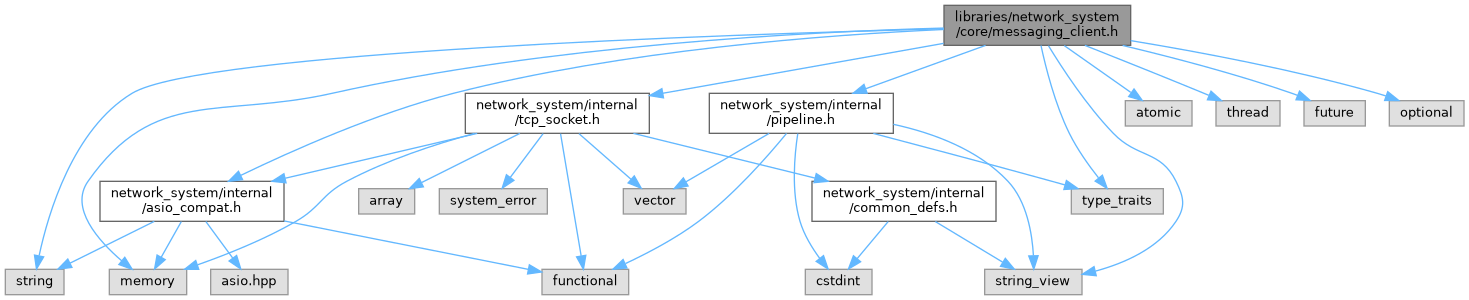 libraries/network_system
/core/messaging_client.h
network_system/internal
/tcp_socket.h
network_system/internal
/pipeline.h
atomic
thread
future
optional
network_system/internal
/asio_compat.h
array
system_error
vector
network_system/internal
/common_defs.h
type_traits
string
memory
asio.hpp
functional
cstdint
string_view